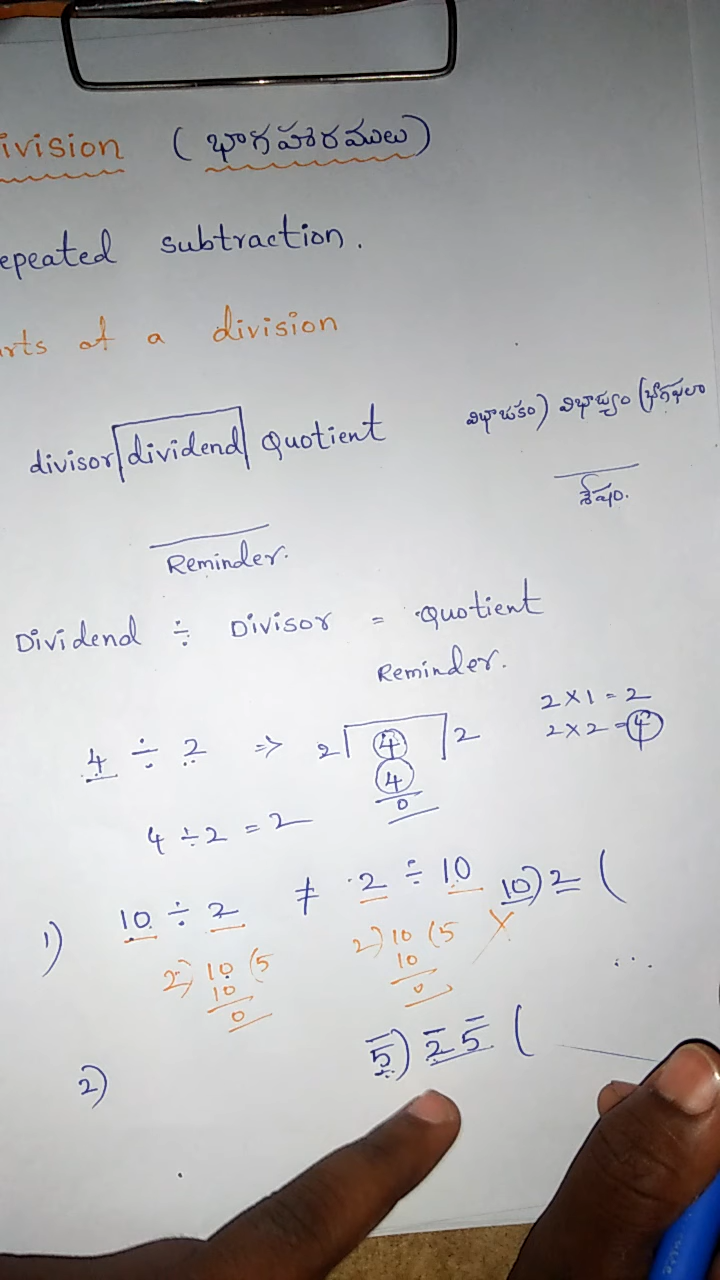 ivision (భాగహారములు)
epeated subtraction.
rts of a division
divisor dividend Quotient
Reminder.
విభాజకం) విభాజ్యం (భాగఫలా
శేషం.
Dividend ÷ Divisor = Quotient
Reminder.
4 ÷ 2 ⇒ 2 4 2
4
0
2×1=2
2×2=4
4÷2=2
1) 10÷2 ≠ 2÷10 10)2(
2) 10 (5
10
0
2) 10 (5 X
10
0
2) 5)25(